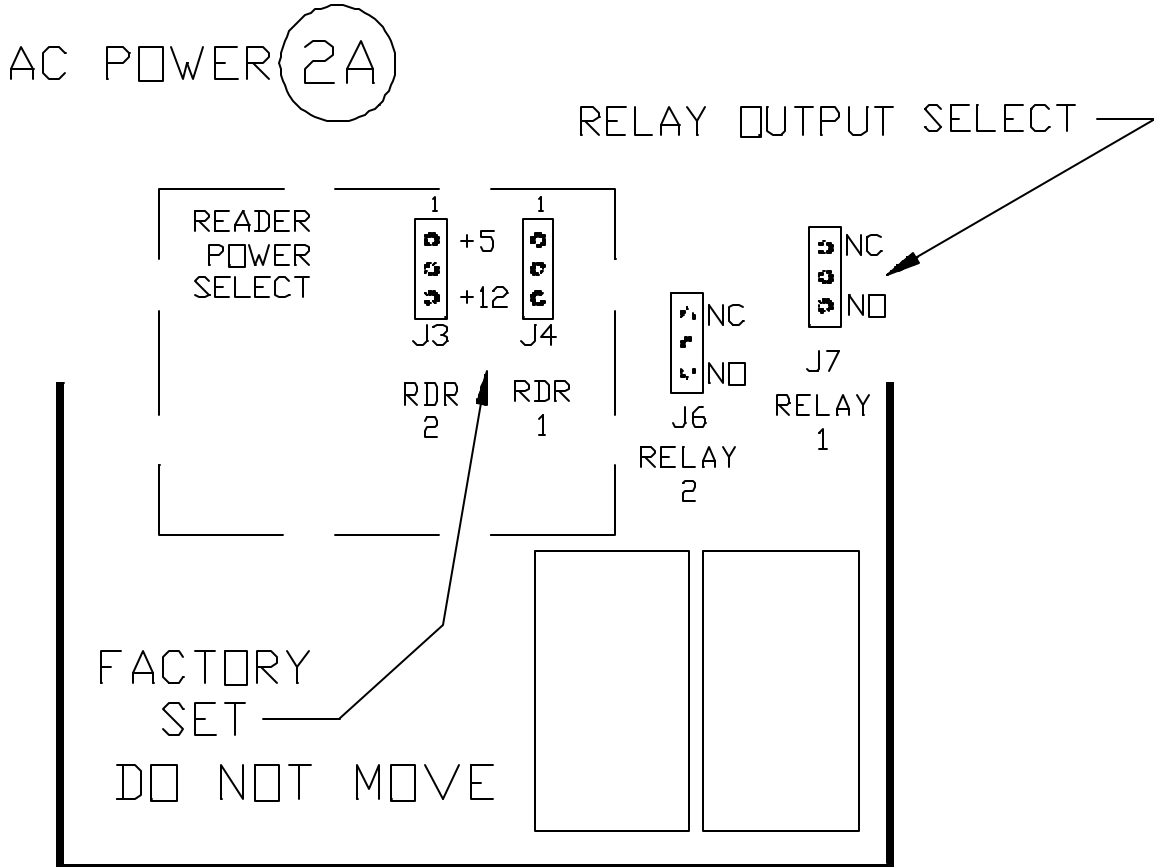 AC POWER 2A
RELAY OUTPUT SELECT
READER
POWER
SELECT
1
1
+5
+12
J3
J4
RDR
2
RDR
1
NC
NO
J6
RELAY
2
NC
NO
J7
RELAY
1
FACTORY
SET
DO NOT MOVE